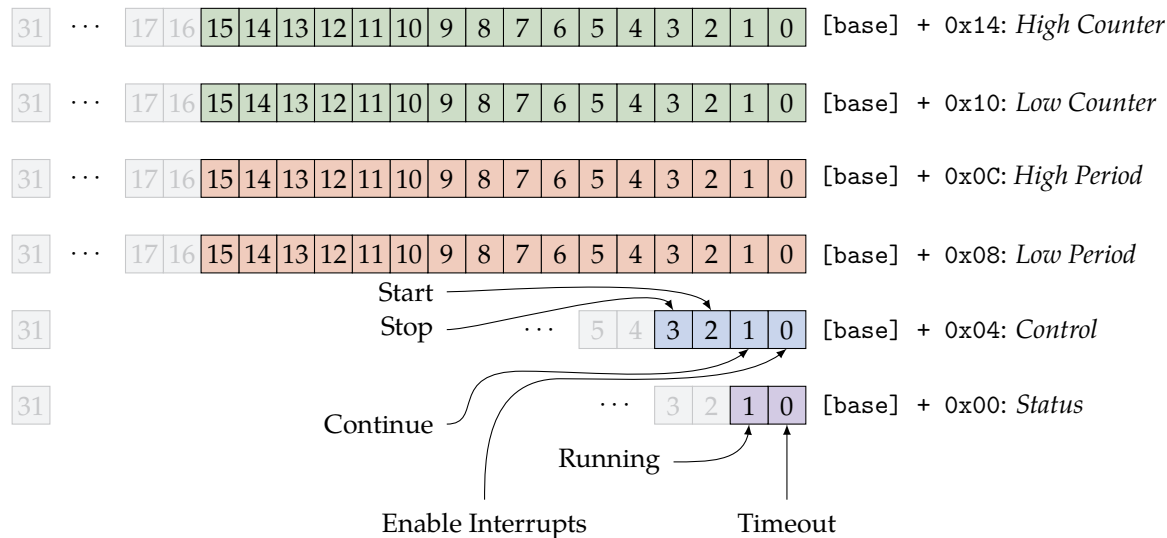 31 ··· 17 16 15 14 13 12 11 10 9 8 7 6 5 4 3 2 1 0 [base] + 0x14: High Counter
31 ··· 17 16 15 14 13 12 11 10 9 8 7 6 5 4 3 2 1 0 [base] + 0x10: Low Counter
31 ··· 17 16 15 14 13 12 11 10 9 8 7 6 5 4 3 2 1 0 [base] + 0x0C: High Period
31 ··· 17 16 15 14 13 12 11 10 9 8 7 6 5 4 3 2 1 0 [base] + 0x08: Low Period
Start
Stop
31 ··· 5 4 3 2 1 0 [base] + 0x04: Control
31 ··· 3 2 1 0 [base] + 0x00: Status
Continue
Running
Enable Interrupts
Timeout